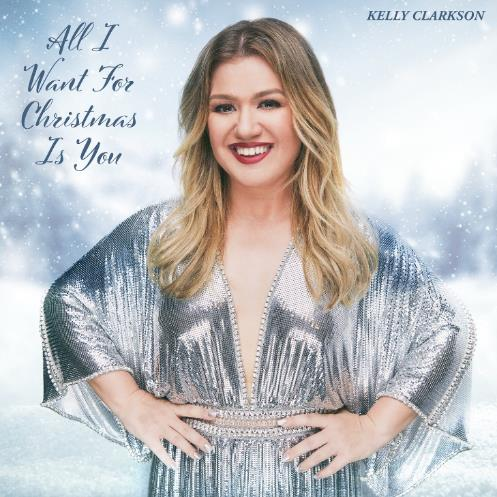 All I
Want For
Christmas
Is You
KELLY CLARKSON